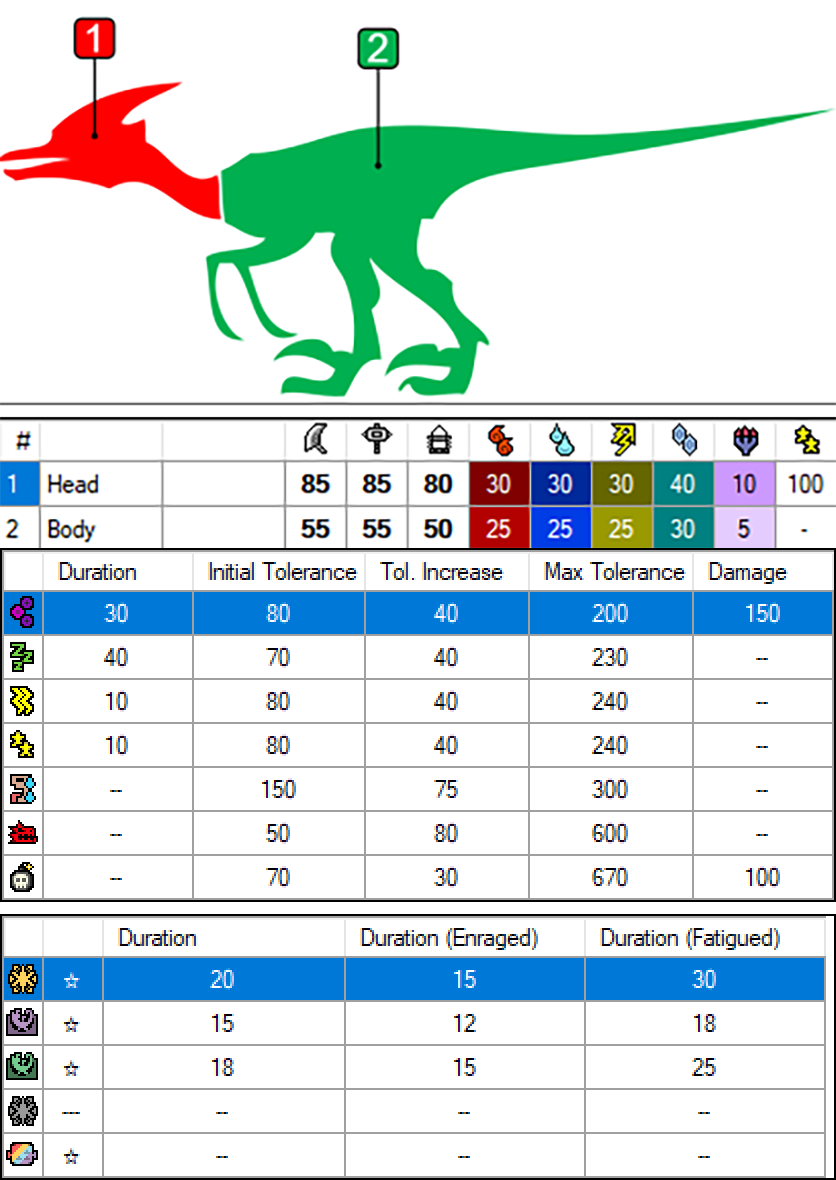 1
2
#
1 Head 85 85 80 30 30 30 40 10 100
2 Body 55 55 50 25 25 25 30 5 -
Duration Initial Tolerance Tol. Increase Max Tolerance Damage
30 80 40 200 150
40 70 40 230 --
10 80 40 240 --
10 80 40 240 --
-- 150 75 300 --
-- 50 80 600 --
-- 70 30 670 100
Duration Duration (Enraged) Duration (Fatigued)
☆ 20 15 30
☆ 15 12 18
☆ 18 15 25
--- -- -- --
☆ -- -- --